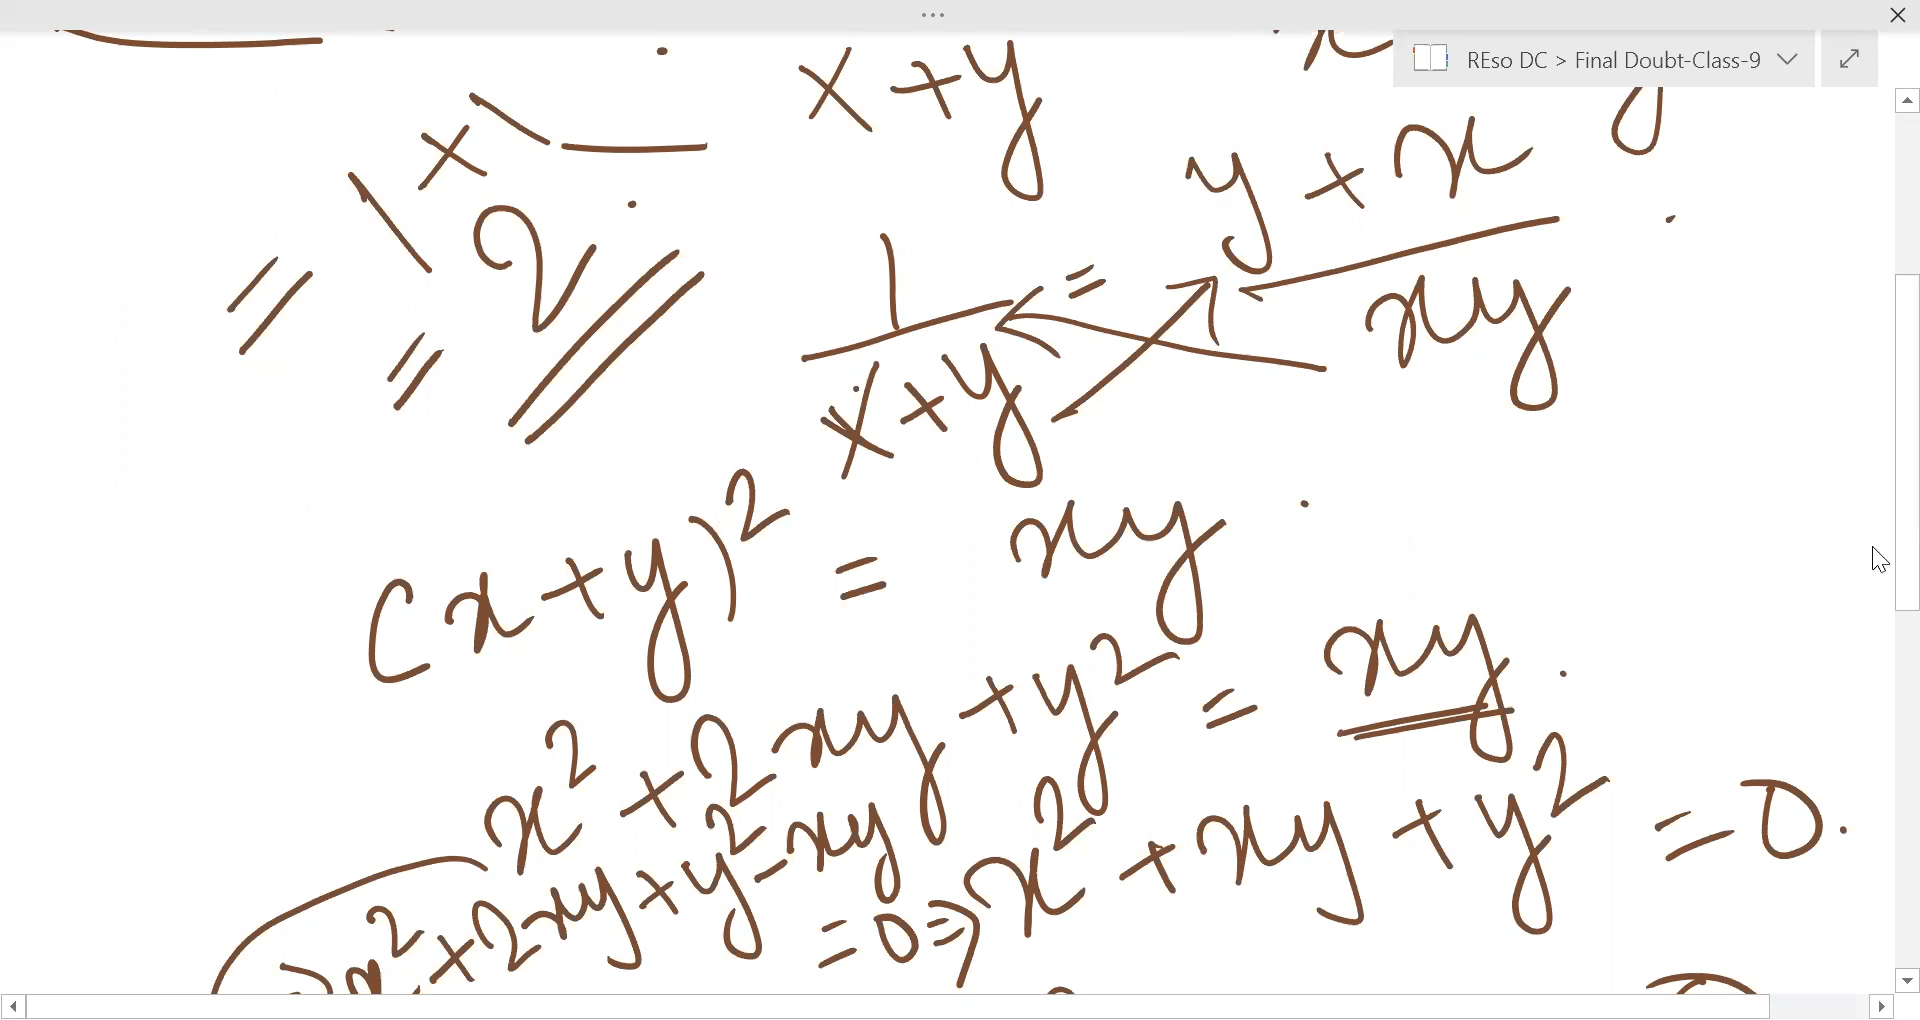 REso DC > Final Doubt-Class-9
x+y
1/(x+y) = (y+x)/xy
= 1
x
= 2
(x+y)² = xy
x²+2xy+y² = xy
x²+2xy+y²-xy = 0 ⇒ x²+xy+y² = 0.